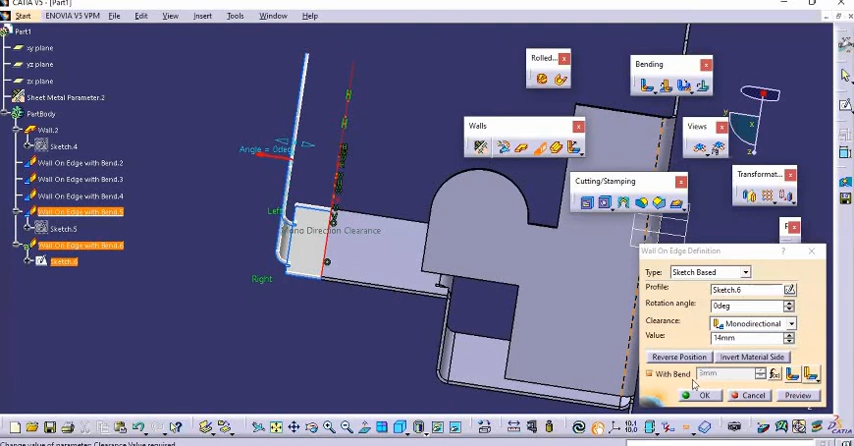 CATIA V5 - [Part1]
Start ENOVIA V5 VPM File Edit View Insert Tools Window Help
Part1
xy plane
yz plane
zx plane
Sheet Metal Parameter.2
PartBody
Wall.2
Sketch.4
Wall On Edge with Bend.2
Wall On Edge with Bend.3
Wall On Edge with Bend.4
Wall On Edge with Bend.5
Sketch.5
Wall On Edge with Bend.6
Sketch.6
Angle = 0deg
Left
Mono Direction Clearance
Right
Rolled...
Bending
Walls
Views
Cutting/Stamping
Transformat...
Wall On Edge Definition
Type: Sketch Based
Profile: Sketch.6
Rotation angle: 0deg
Clearance: Monodirectional
Value: 14mm
Reverse Position Invert Material Side
With Bend 3mm f(x)
OK Cancel Preview
Change value of parameter: Clearance Value required